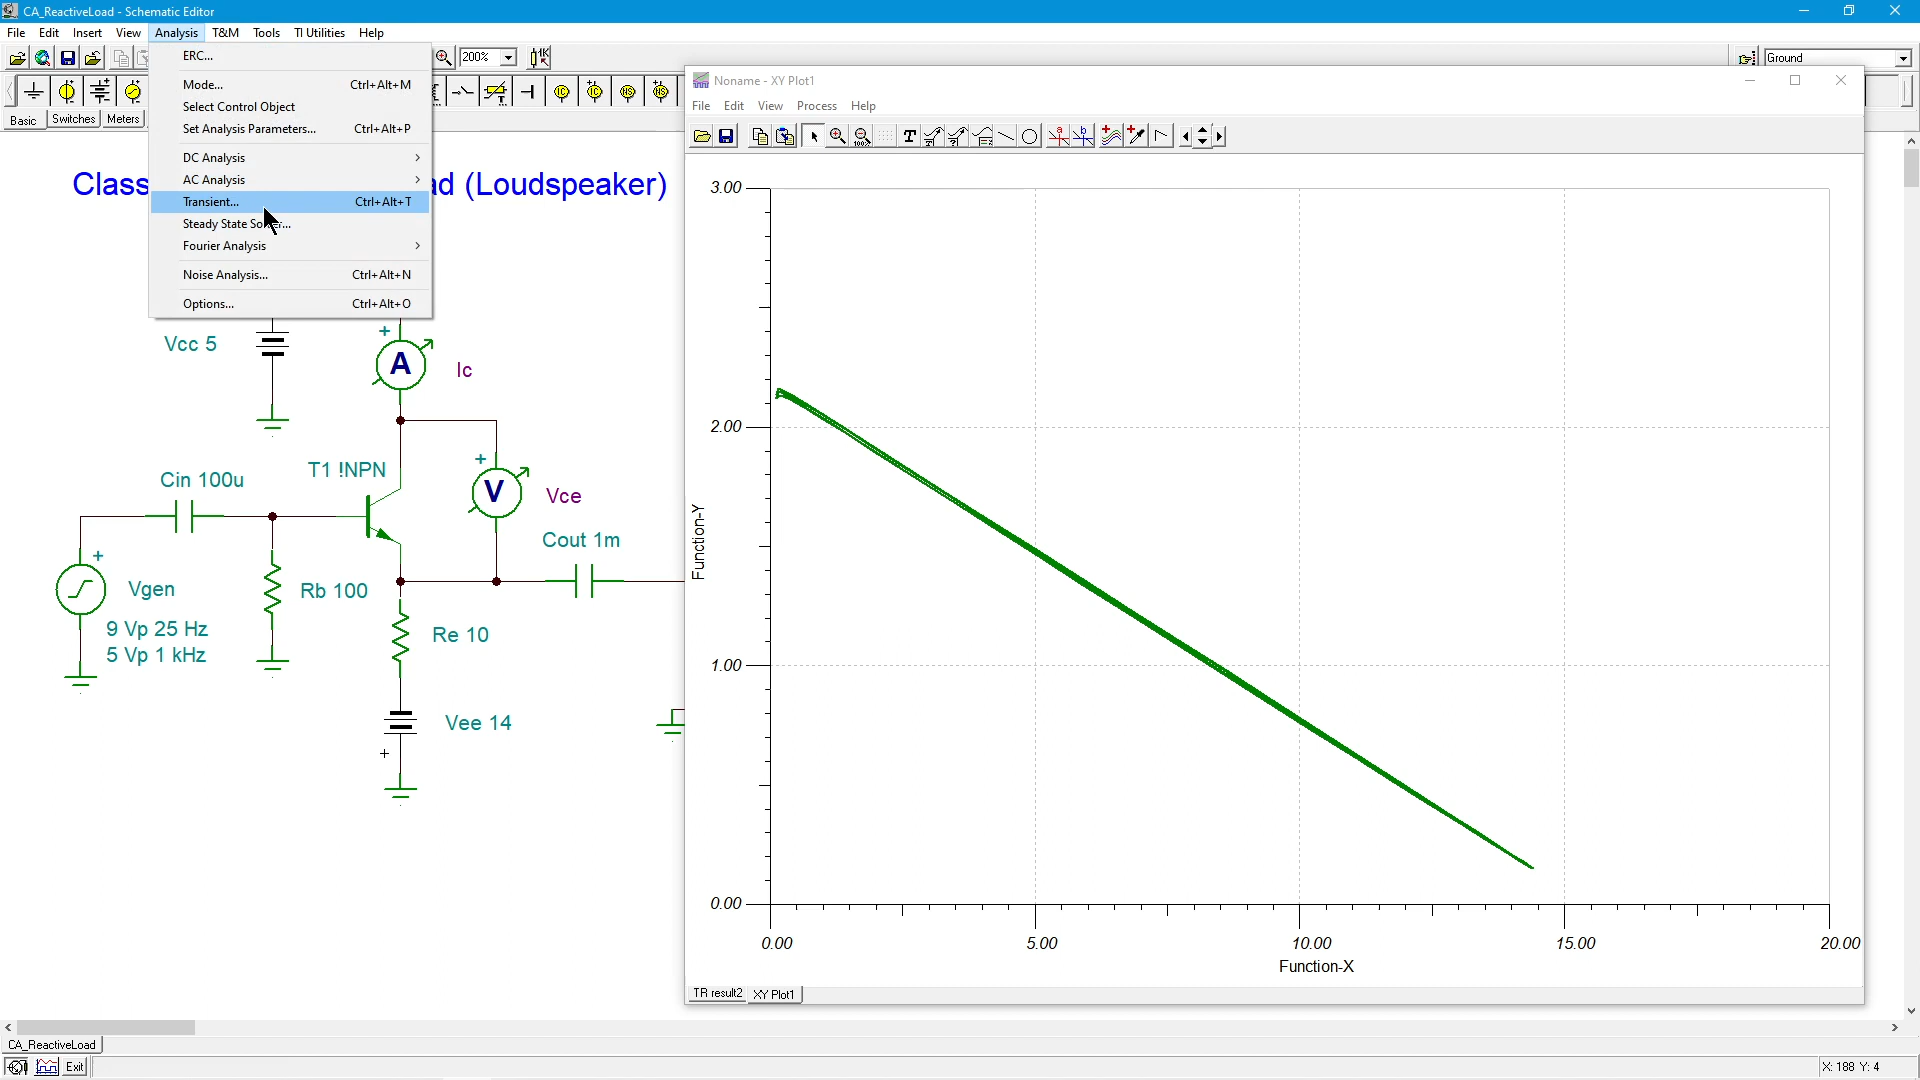 CA_ReactiveLoad - Schematic Editor
File Edit Insert View Analysis T&M Tools TI Utilities Help
200%
Ground
Basic Switches Meters
ERC...
Mode... Ctrl+Alt+M
Select Control Object
Set Analysis Parameters... Ctrl+Alt+P
DC Analysis
AC Analysis
Transient... Ctrl+Alt+T
Steady State So r...
Fourier Analysis
Noise Analysis... Ctrl+Alt+N
Options... Ctrl+Alt+O
Class ad (Loudspeaker)
Vcc 5
A
Ic
T1 !NPN
Cin 100u
V
Vce
Cout 1m
Vgen
Rb 100
9 Vp 25 Hz
5 Vp 1 kHz
Re 10
Vee 14
Noname - XY Plot1
File Edit View Process Help
3.00
2.00
1.00
0.00
Function-Y
0.00 5.00 10.00 15.00 20.00
Function-X
TR result2 XY Plot1
CA_ReactiveLoad
Exit
X: 188 Y: 4